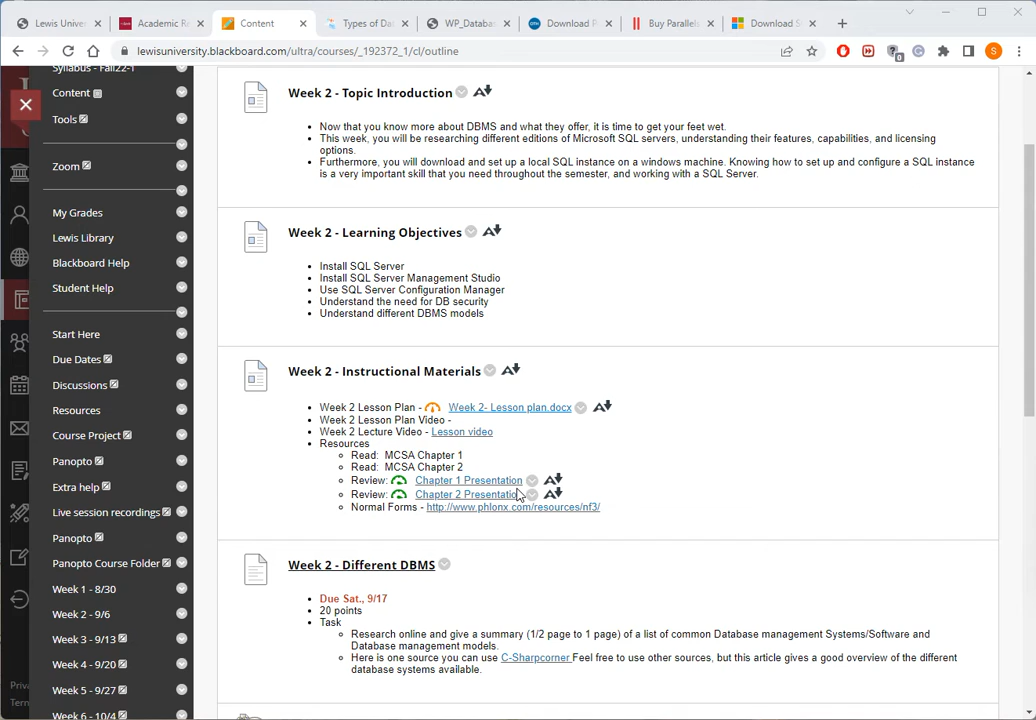 Lewis Univers
Academic Re
Content
Types of Dat
WP_Databas
Download P
Buy Parallels
Download S
lewisuniversity.blackboard.com/ultra/courses/_192372_1/cl/outline
0
S
Syllabus - Fall22-1
Content
Tools
Zoom
My Grades
Lewis Library
Blackboard Help
Student Help
Start Here
Due Dates
Discussions
Resources
Course Project
Panopto
Extra help
Live session recordings
Panopto
Panopto Course Folder
Week 1 - 8/30
Week 2 - 9/6
Week 3 - 9/13
Week 4 - 9/20
Week 5 - 9/27
Week 6 - 10/4
Priva
Term
Week 2 - Topic Introduction
Now that you know more about DBMS and what they offer, it is time to get your feet wet.
This week, you will be researching different editions of Microsoft SQL servers, understanding their features, capabilities, and licensing
options.
Furthermore, you will download and set up a local SQL instance on a windows machine. Knowing how to set up and configure a SQL instance
is a very important skill that you need throughout the semester, and working with a SQL Server.
Week 2 - Learning Objectives
Install SQL Server
Install SQL Server Management Studio
Use SQL Server Configuration Manager
Understand the need for DB security
Understand different DBMS models
Week 2 - Instructional Materials
Week 2 Lesson Plan - Week 2- Lesson plan.docx
Week 2 Lesson Plan Video -
Week 2 Lecture Video - Lesson video
Resources
Read: MCSA Chapter 1
Read: MCSA Chapter 2
Review: Chapter 1 Presentation
Review: Chapter 2 Presentation
Normal Forms - http://www.phlonx.com/resources/nf3/
Week 2 - Different DBMS
Due Sat., 9/17
20 points
Task
Research online and give a summary (1/2 page to 1 page) of a list of common Database management Systems/Software and
Database management models.
Here is one source you can use C-Sharpcorner Feel free to use other sources, but this article gives a good overview of the different
database systems available.